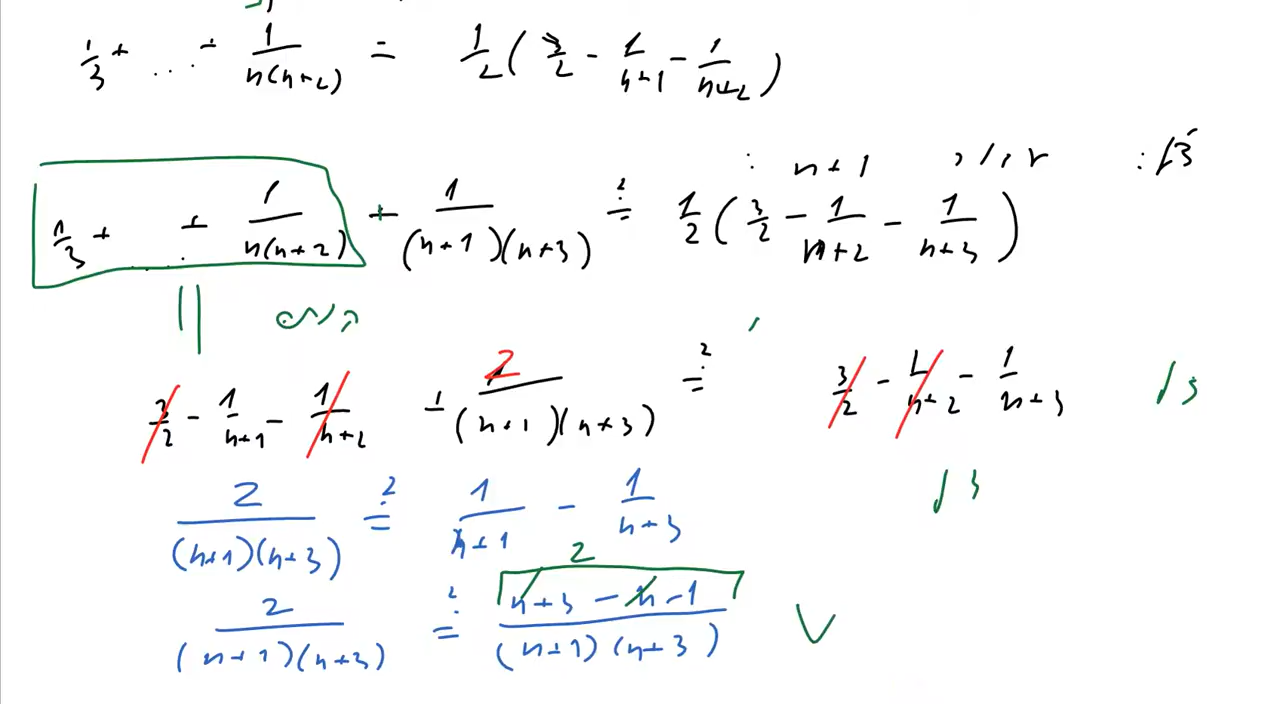 1/3 + ... + 1/(n(n+2)) = 1/2 ( 3/2 - 1/(n+1) - 1/(n+2) )
צ"ל: n+1 :
1/3 + ... + 1/(n(n+2)) + 1/((n+1)(n+3)) ≟ 1/2 ( 3/2 - 1/(n+2) - 1/(n+3) )
3/2 - 1/(n+1) - 1/(n+2) + 2/((n+1)(n+3)) ≟ 3/2 - 1/(n+2) - 1/(n+3)
2/((n+1)(n+3)) ≟ 1/(n+1) - 1/(n+3)
2
2/((n+1)(n+3)) ≟ (n+3-n-1)/((n+1)(n+3)) V